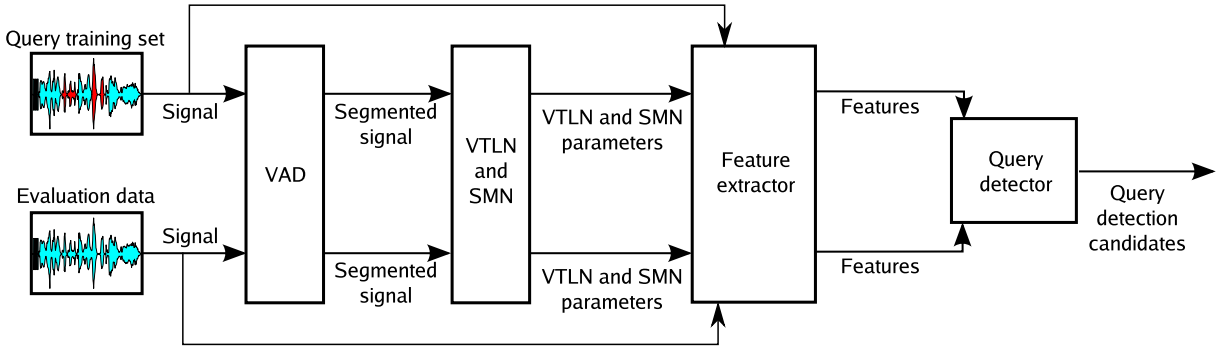 Query training set
Signal
Segmented
signal
VTLN and SMN
parameters
Features
VAD
VTLN
and
SMN
Feature
extractor
Query
detector
Query
detection
candidates
Evaluation data
Signal
Segmented
signal
VTLN and SMN
parameters
Features